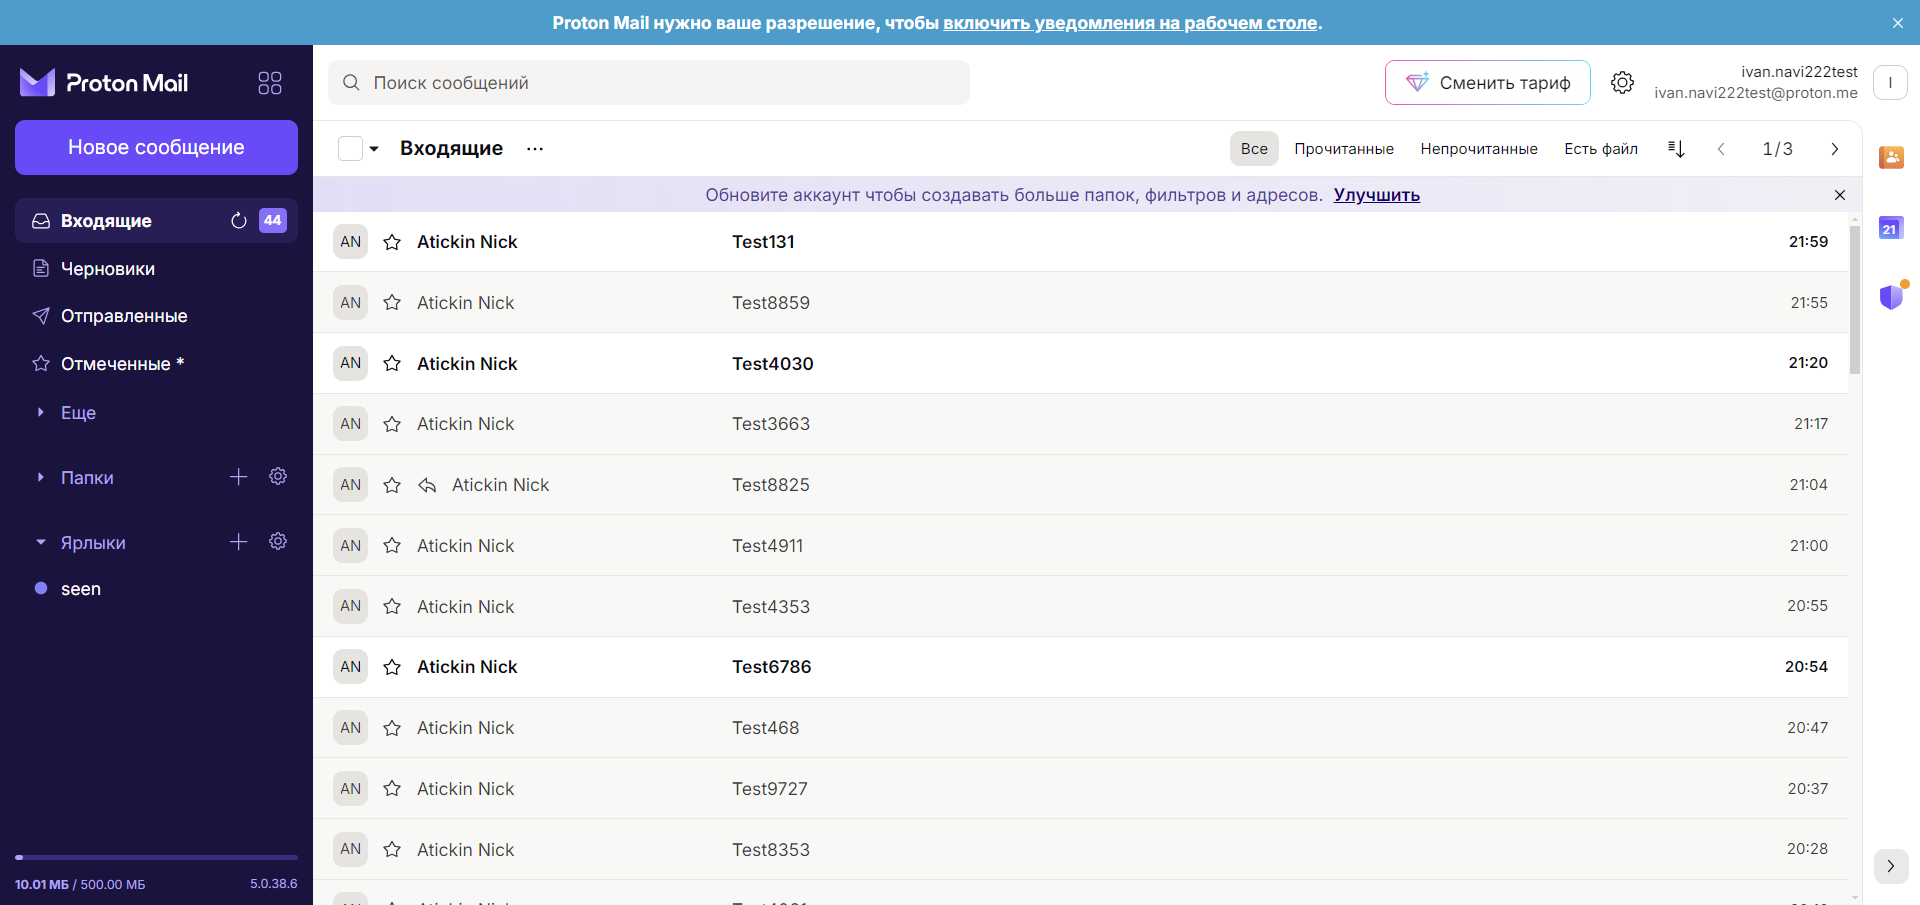 Proton Mail нужно ваше разрешение, чтобы включить уведомления на рабочем столе.
Proton Mail
Поиск сообщений
Сменить тариф
ivan.navi222test
ivan.navi222test@proton.me
I
Новое сообщение
Входящие
44
Черновики
Отправленные
Отмеченные *
Еще
Папки
Ярлыки
seen
10.01 МБ / 500.00 МБ
5.0.38.6
Входящие
Все
Прочитанные
Непрочитанные
Есть файл
1/3
Обновите аккаунт чтобы создавать больше папок, фильтров и адресов. Улучшить
AN Atickin Nick Test131 21:59
AN Atickin Nick Test8859 21:55
AN Atickin Nick Test4030 21:20
AN Atickin Nick Test3663 21:17
AN Atickin Nick Test8825 21:04
AN Atickin Nick Test4911 21:00
AN Atickin Nick Test4353 20:55
AN Atickin Nick Test6786 20:54
AN Atickin Nick Test468 20:47
AN Atickin Nick Test9727 20:37
AN Atickin Nick Test8353 20:28
21